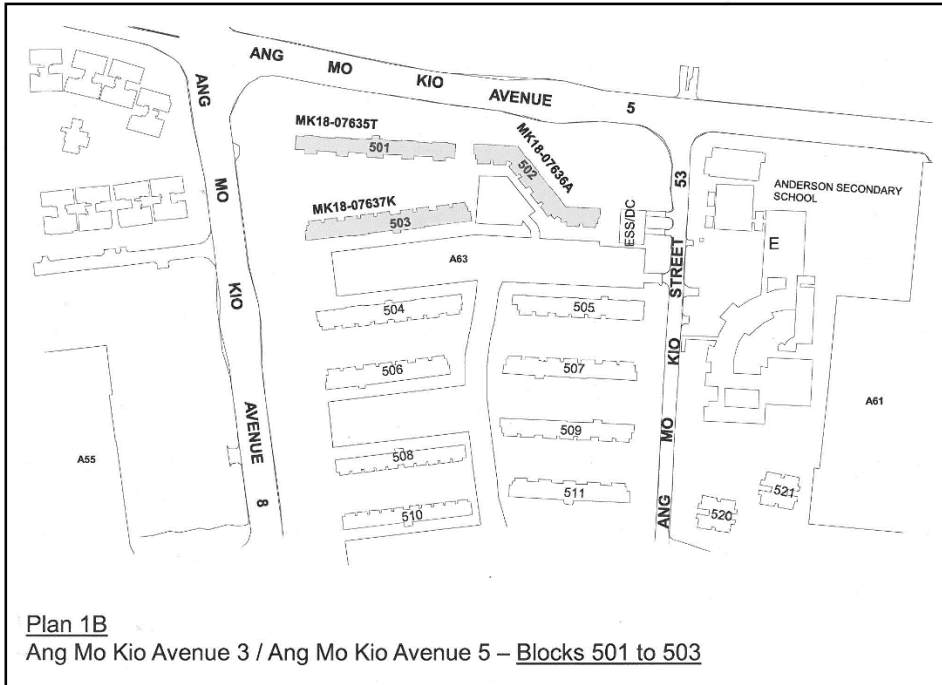 ANG MO KIO AVENUE 5
ANG MO KIO AVENUE 8
MK18-07635T
501
MK18-07636A
502
MK18-07637K
503
ESS/DC
ANG MO KIO STREET 53
ANDERSON SECONDARY
SCHOOL
E
A63
504
505
506
507
A61
A55
508
509
510
511
520
521
Plan 1B
Ang Mo Kio Avenue 3 / Ang Mo Kio Avenue 5 – Blocks 501 to 503